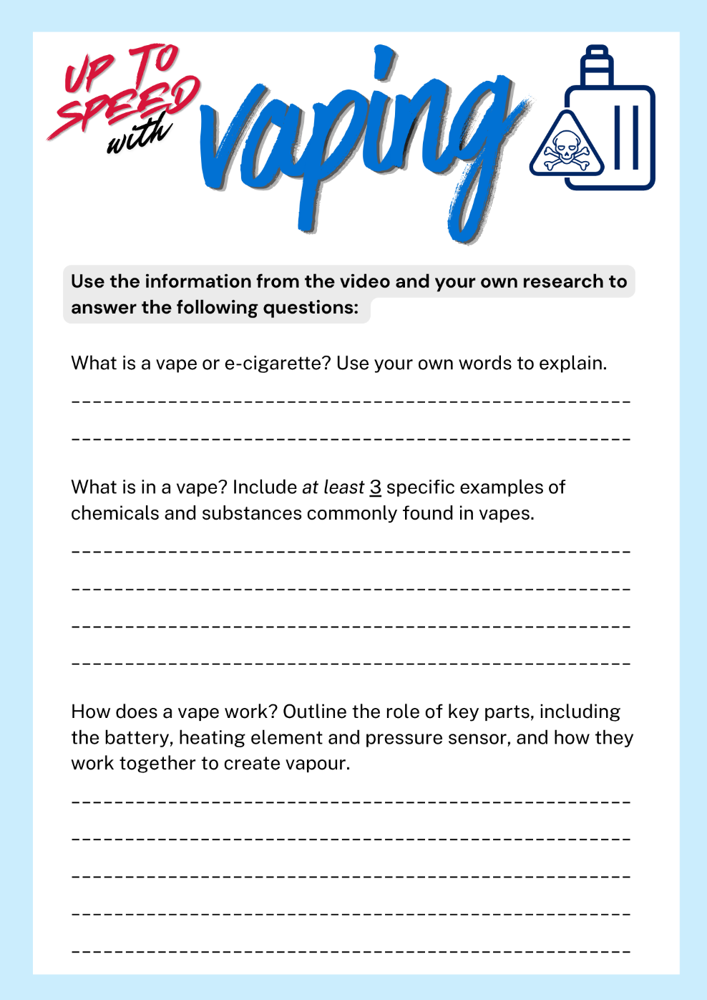 UP TO
SPEED
with
vaping
Use the information from the video and your own research to
answer the following questions:
What is a vape or e-cigarette? Use your own words to explain.
What is in a vape? Include at least 3 specific examples of
chemicals and substances commonly found in vapes.
How does a vape work? Outline the role of key parts, including
the battery, heating element and pressure sensor, and how they
work together to create vapour.